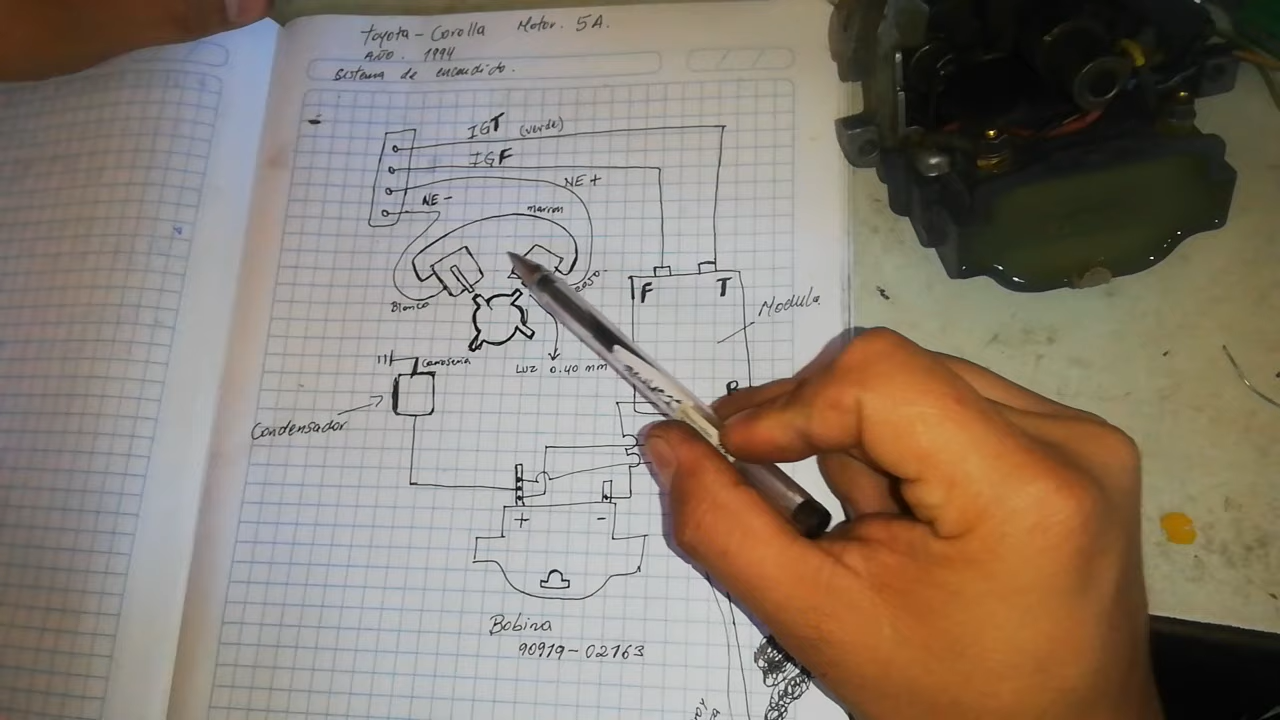 Toyota - Corolla Motor. 5A.
AÑO. 1994
Sistema de encendido.
IGT (verde)
IGF
NE+
NE-
marron
Blanco
F T
Modulo.
Carroseria
LUZ 0.40 mm
Condensador
+ -
Bobina
90919-02163